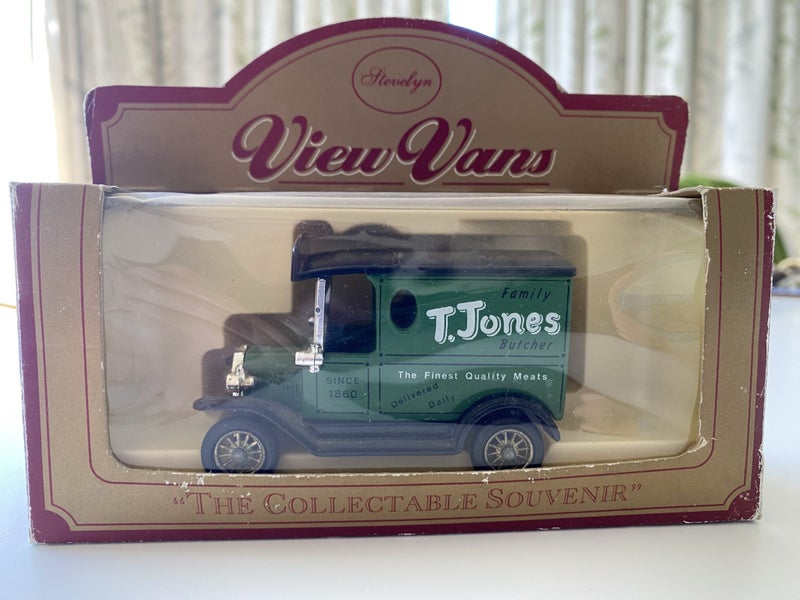 Stevelyn
View Vans
Family
T. Jones
Butcher
The Finest Quality Meats
SINCE
1860
Delivered
Daily
"THE COLLECTABLE SOUVENIR"